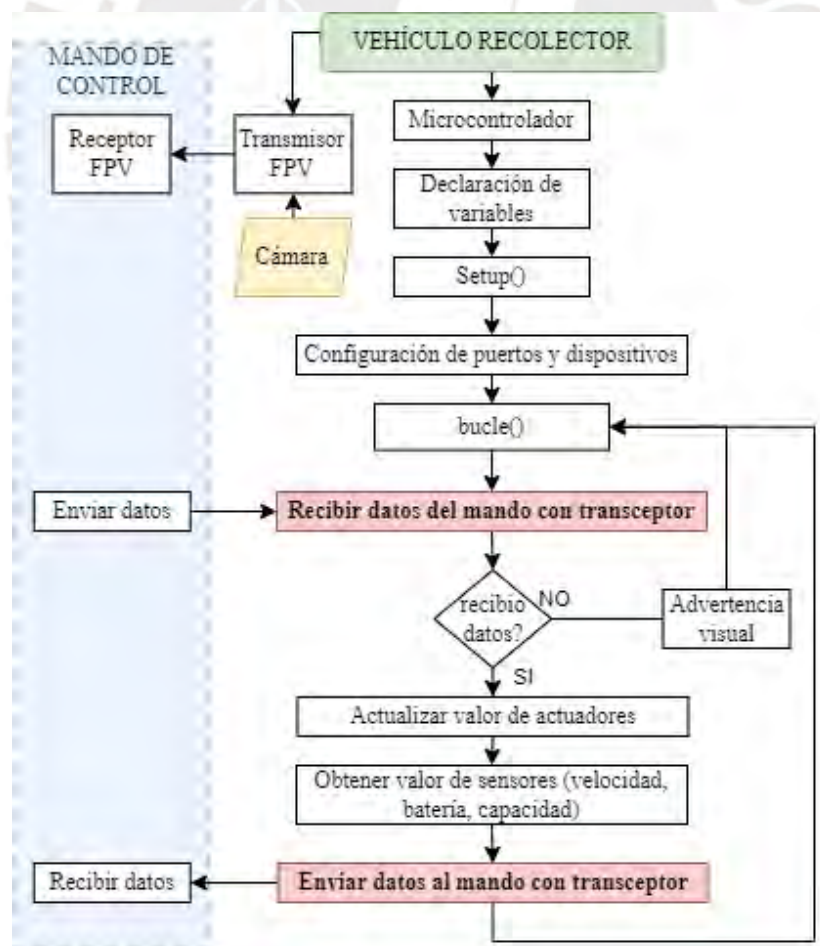 VEHÍCULO RECOLECTOR
MANDO DE
CONTROL
Receptor
FPV
Transmisor
FPV
Cámara
Microcontrolador
Declaración de
variables
Setup()
Configuración de puertos y dispositivos
bucle()
Enviar datos
Recibir datos del mando con transceptor
recibio
datos?
NO
Advertencia
visual
SI
Actualizar valor de actuadores
Obtener valor de sensores (velocidad,
batería, capacidad)
Recibir datos
Enviar datos al mando con transceptor